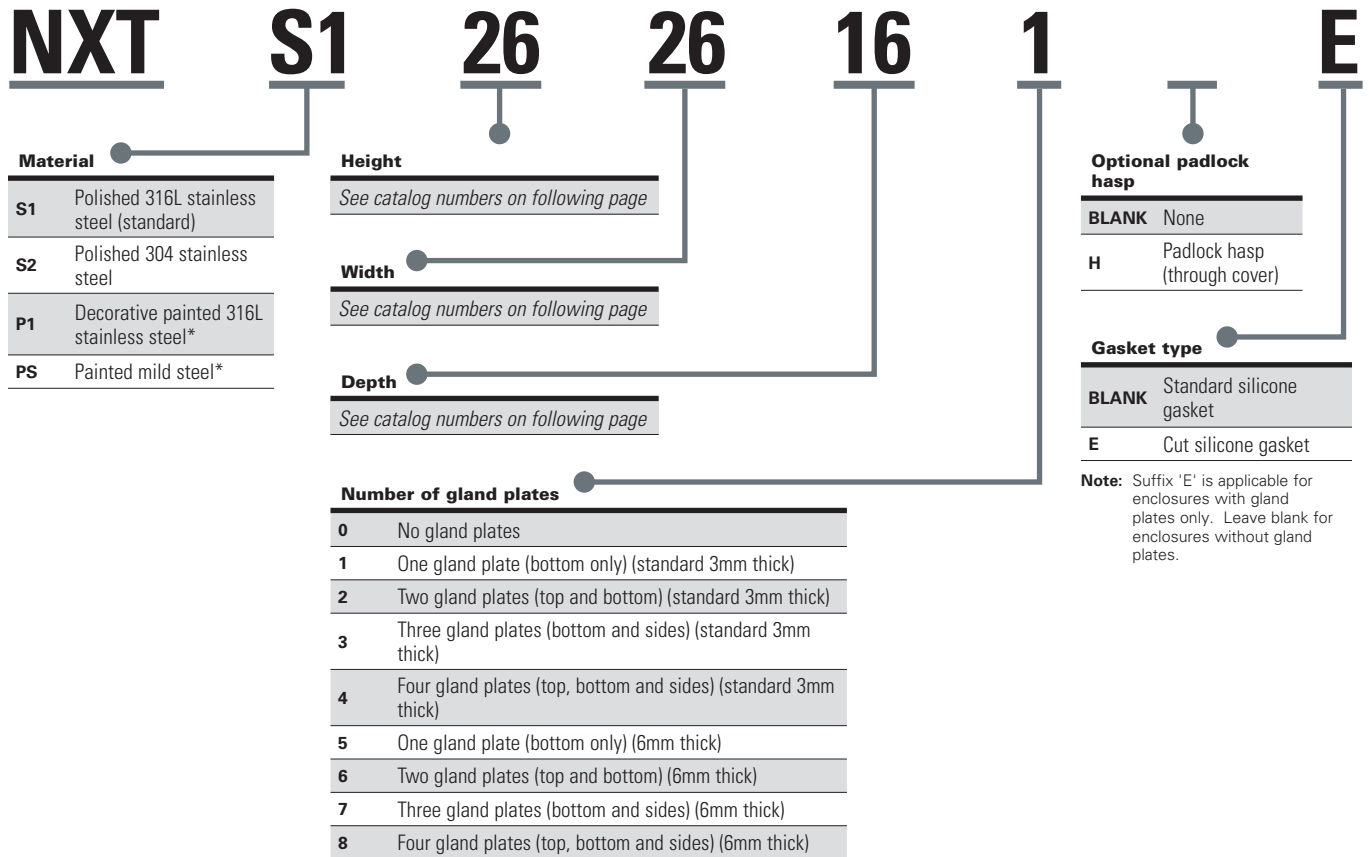 NXT S1 26 26 16 1 E
Material
S1 Polished 316L stainless
steel (standard)
S2 Polished 304 stainless
steel
P1 Decorative painted 316L
stainless steel*
PS Painted mild steel*
Height
See catalog numbers on following page
Width
See catalog numbers on following page
Depth
See catalog numbers on following page
Number of gland plates
0 No gland plates
1 One gland plate (bottom only) (standard 3mm thick)
2 Two gland plates (top and bottom) (standard 3mm thick)
3 Three gland plates (bottom and sides) (standard 3mm
thick)
4 Four gland plates (top, bottom and sides) (standard 3mm
thick)
5 One gland plate (bottom only) (6mm thick)
6 Two gland plates (top and bottom) (6mm thick)
7 Three gland plates (bottom and sides) (6mm thick)
8 Four gland plates (top, bottom and sides) (6mm thick)
Optional padlock
hasp
BLANK None
H Padlock hasp
(through cover)
Gasket type
BLANK Standard silicone
gasket
E Cut silicone gasket
Note: Suffix 'E' is applicable for
enclosures with gland
plates only. Leave blank for
enclosures without gland
plates.